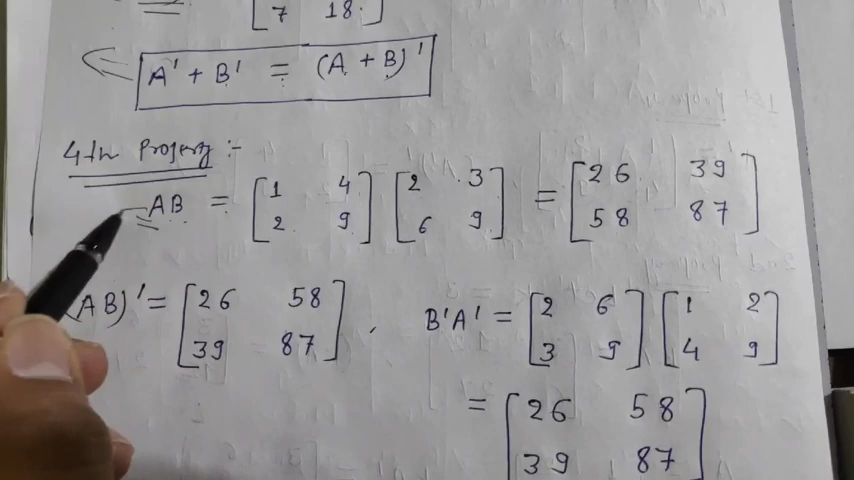 7 18
A' + B' = (A + B)'
4th Property :-
AB = [1 4 2 9] [2 3 6 9] = [26 39 58 87]
(AB)' = [26 58 39 87] , B'A' = [2 6 3 9] [1 2 4 9]
= [26 58 39 87]